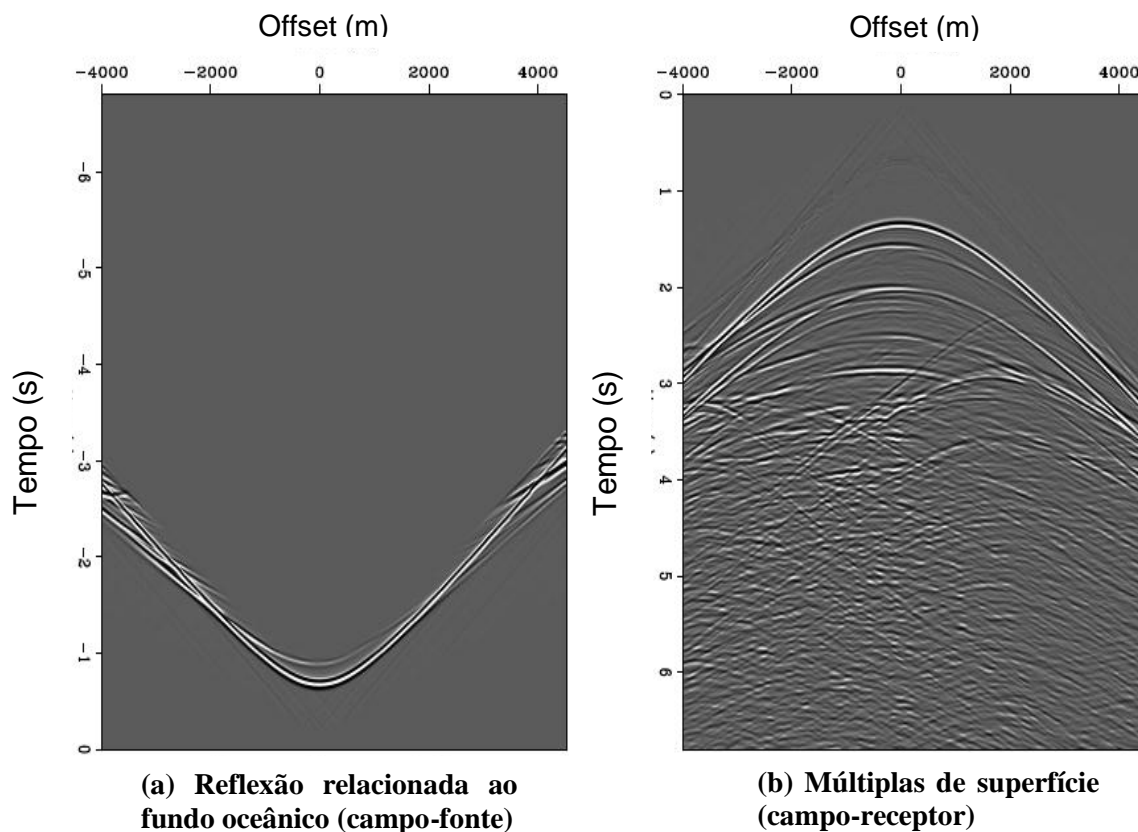 Offset (m)
-4000 -2000 0 2000 4000
Tempo (s)
-6
-5
-4
-3
-2
-1
0
(a) Reflexão relacionada ao
fundo oceânico (campo-fonte)
Offset (m)
-4000 -2000 0 2000 4000
Tempo (s)
0
1
2
3
4
5
6
(b) Múltiplas de superfície
(campo-receptor)